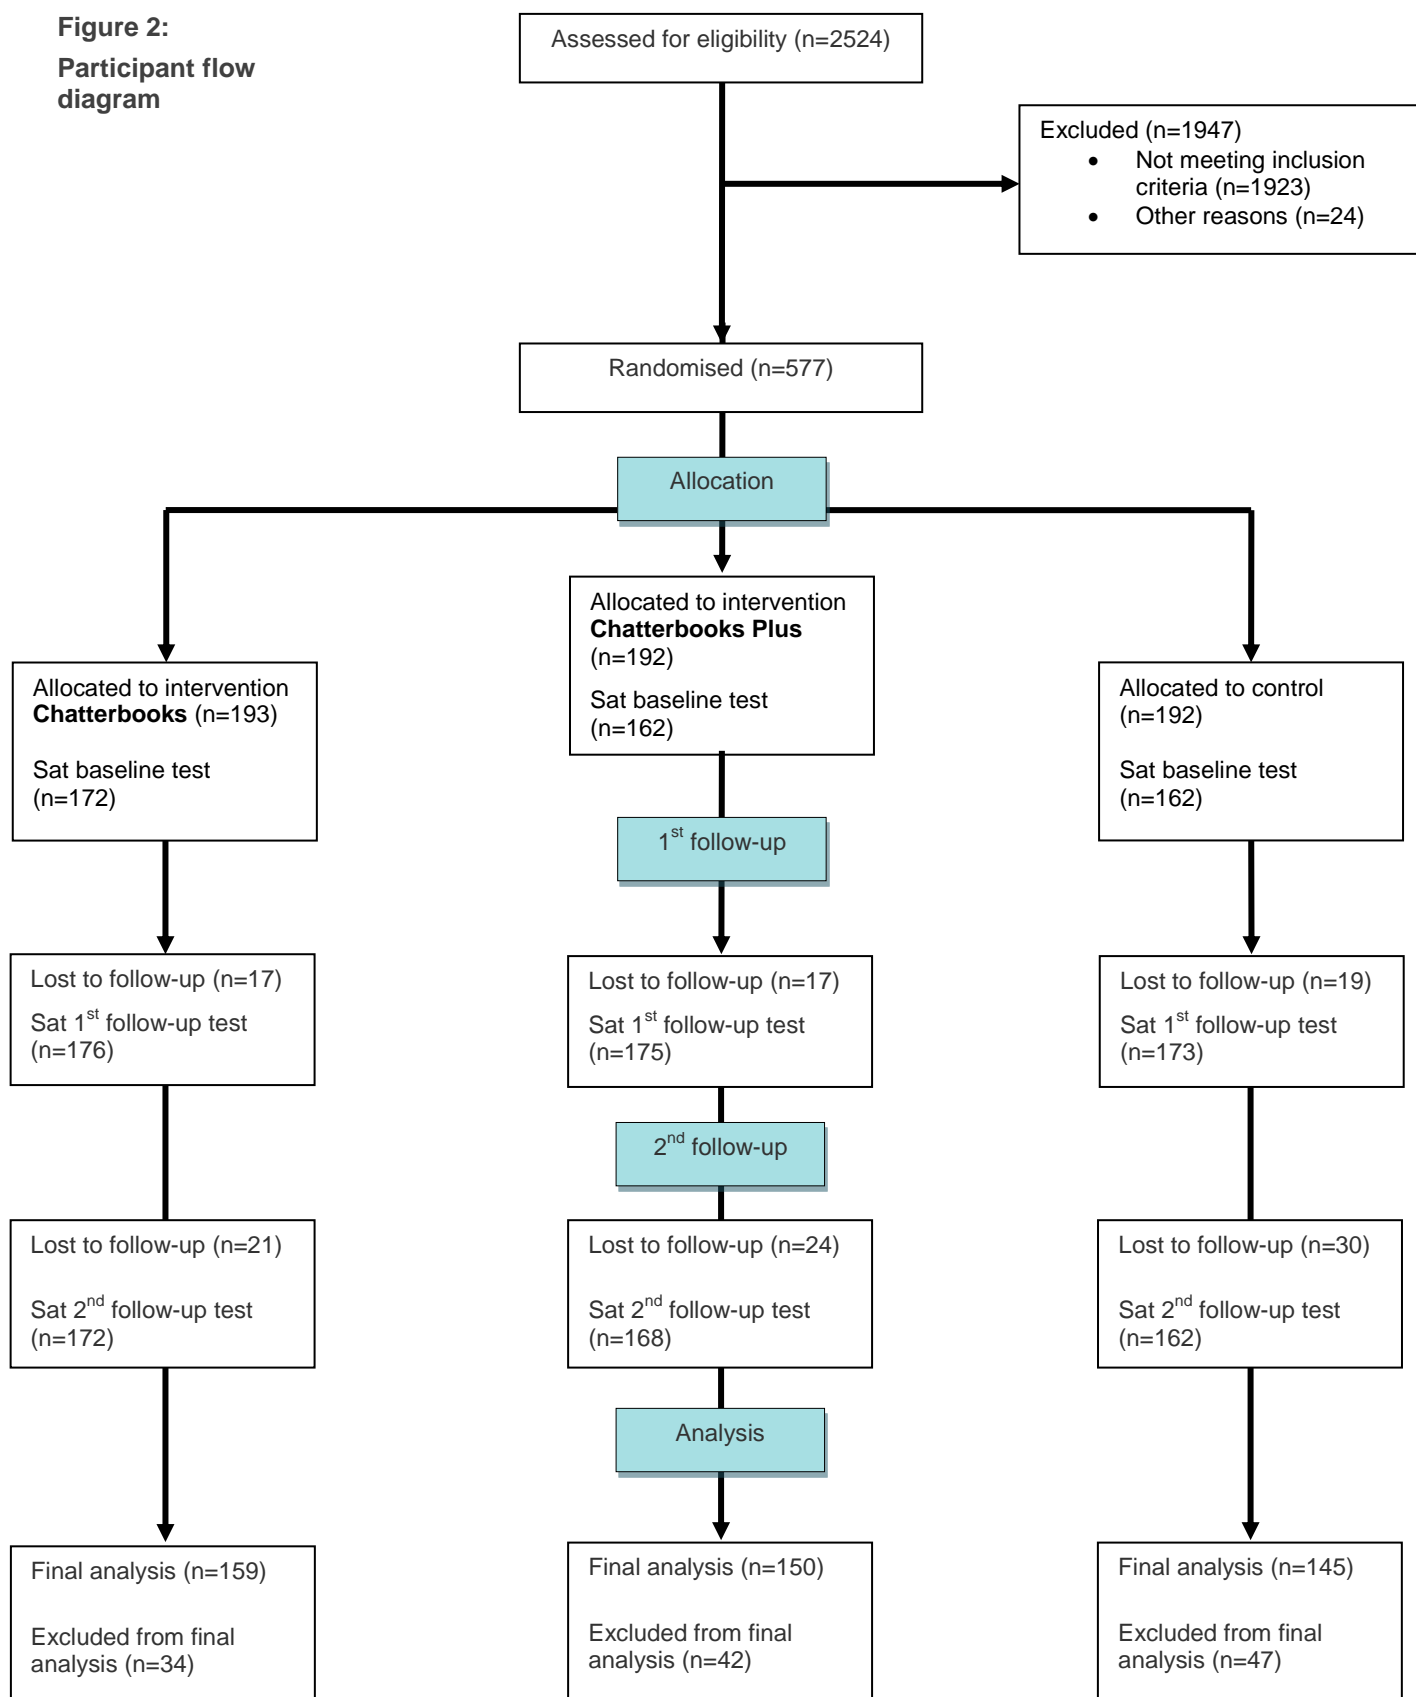 Figure 2:
Participant flow
diagram
Assessed for eligibility (n=2524)
Excluded (n=1947)
• Not meeting inclusion
criteria (n=1923)
• Other reasons (n=24)
Randomised (n=577)
Allocation
Allocated to intervention
Chatterbooks (n=193)
Sat baseline test
(n=172)
Allocated to intervention
Chatterbooks Plus
(n=192)
Sat baseline test
(n=162)
Allocated to control
(n=192)
Sat baseline test
(n=162)
1st follow-up
Lost to follow-up (n=17)
Sat 1st follow-up test
(n=176)
Lost to follow-up (n=17)
Sat 1st follow-up test
(n=175)
Lost to follow-up (n=19)
Sat 1st follow-up test
(n=173)
2nd follow-up
Lost to follow-up (n=21)
Sat 2nd follow-up test
(n=172)
Lost to follow-up (n=24)
Sat 2nd follow-up test
(n=168)
Lost to follow-up (n=30)
Sat 2nd follow-up test
(n=162)
Analysis
Final analysis (n=159)
Excluded from final
analysis (n=34)
Final analysis (n=150)
Excluded from final
analysis (n=42)
Final analysis (n=145)
Excluded from final
analysis (n=47)